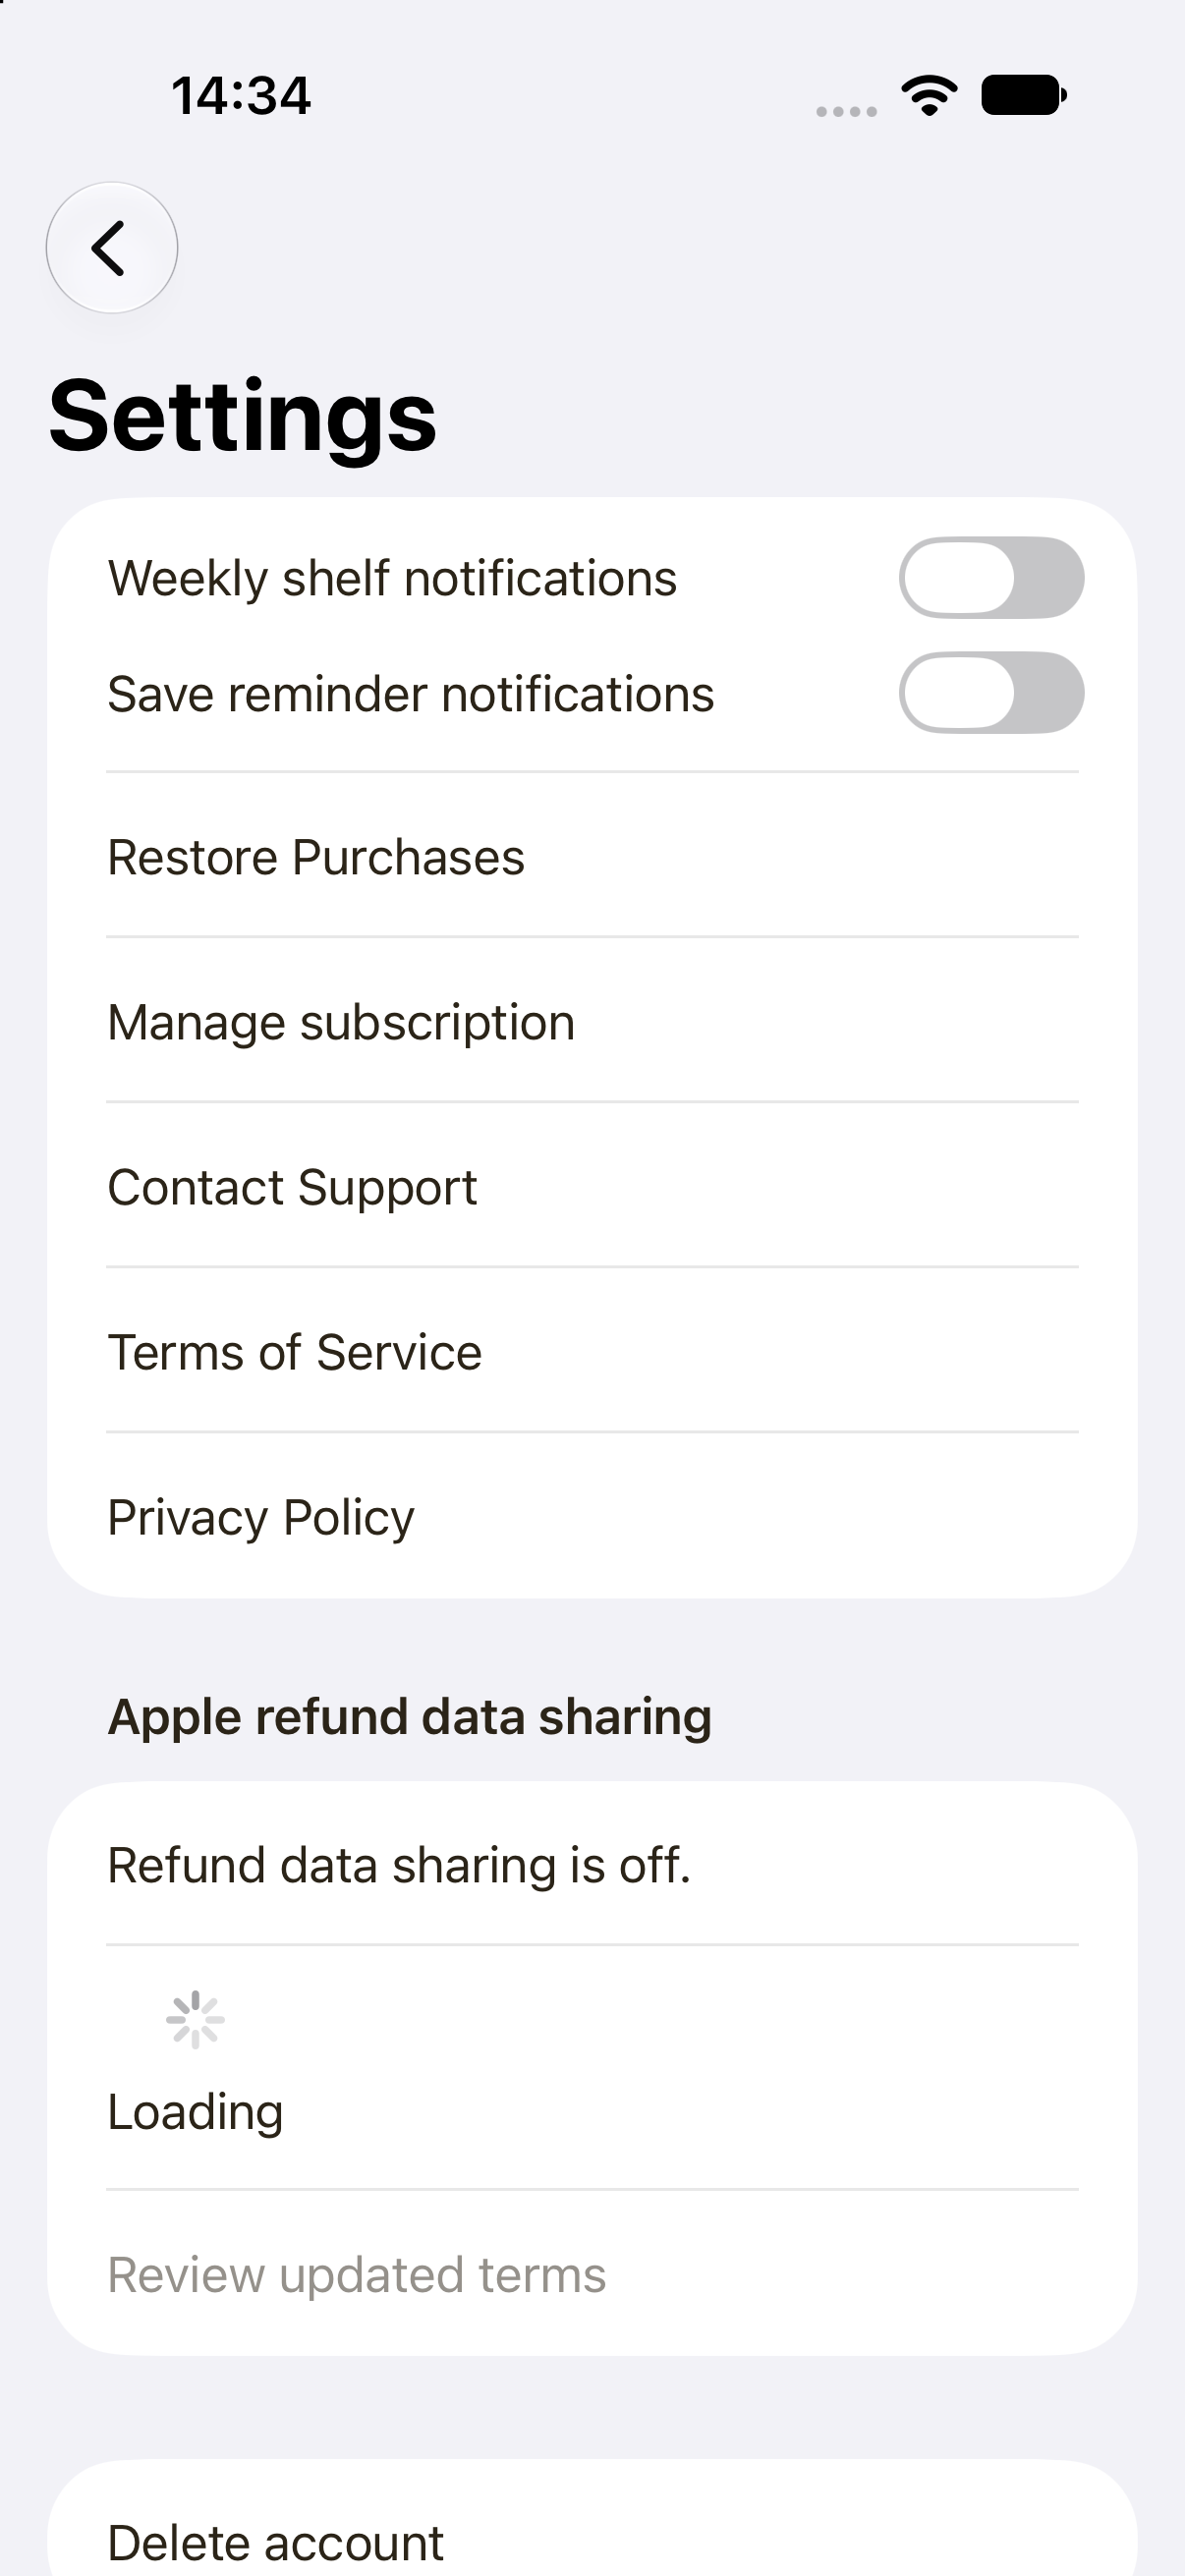 14:34
Settings
Weekly shelf notifications
Save reminder notifications
Restore Purchases
Manage subscription
Contact Support
Terms of Service
Privacy Policy
Apple refund data sharing
Refund data sharing is off.
Loading
Review updated terms
Delete account